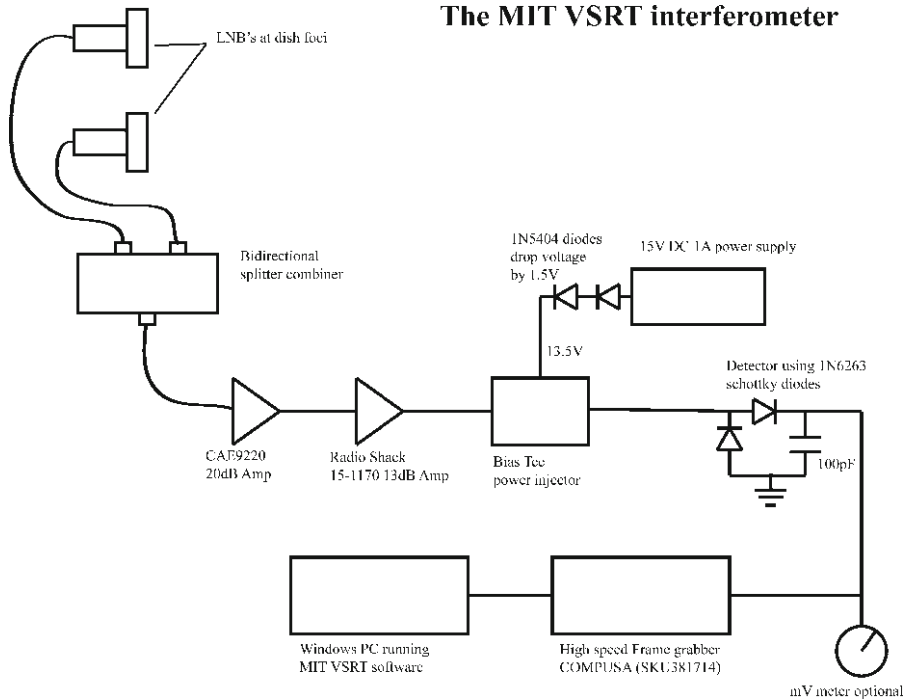 The MIT VSRT interferometer
LNB's at dish foci
Bidirectional
splitter combiner
1N5404 diodes
drop voltage
by 1.5V
15V DC 1A power supply
13.5V
Detector using 1N6263
schottky diodes
CAE9220
20dB Amp
Radio Shack
15-1170 13dB Amp
Bias Tee
power injector
100pF
Windows PC running
MIT VSRT software
High speed Frame grabber
COMPUSA (SKU381714)
mV meter optional